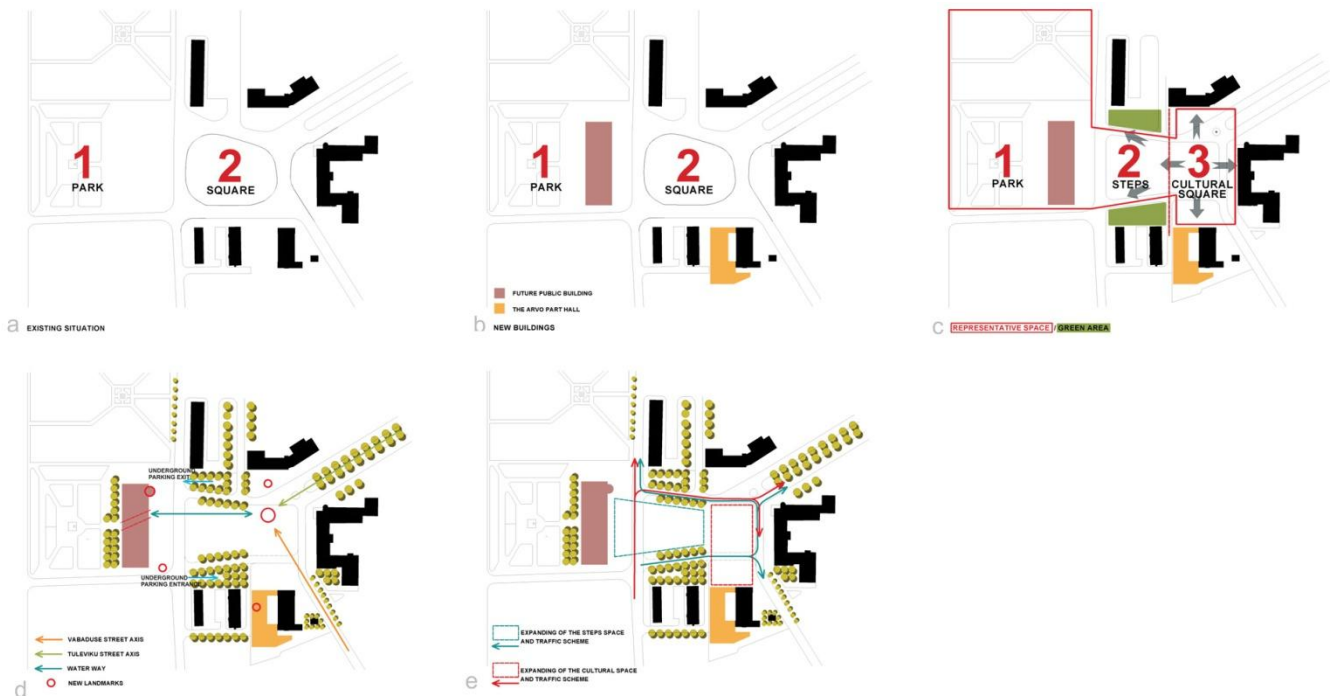 1
PARK
2
SQUARE
a EXISTING SITUATION
1
PARK
2
SQUARE
FUTURE PUBLIC BUILDING
THE ARVO PART HALL
b NEW BUILDINGS
1
PARK
2
STEPS
3
CULTURAL
SQUARE
c REPRESENTATIVE SPACE / GREEN AREA
UNDERGROUND
PARKING EXIT
UNDERGROUND
PARKING ENTRANCE
VABADUSE STREET AXIS
TULEVIKU STREET AXIS
WATER WAY
NEW LANDMARKS
d
EXPANDING OF THE STEPS SPACE
AND TRAFFIC SCHEME
EXPANDING OF THE CULTURAL SPACE
AND TRAFFIC SCHEME
e